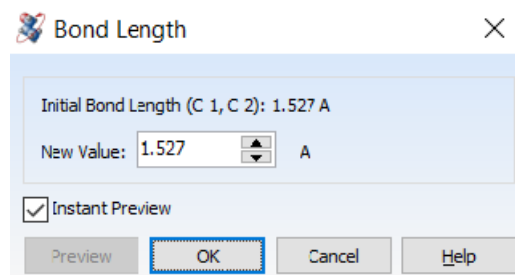 Bond Length
Initial Bond Length (C 1, C 2): 1.527 A
New Value: 1.527 A
Instant Preview
Preview OK Cancel Help